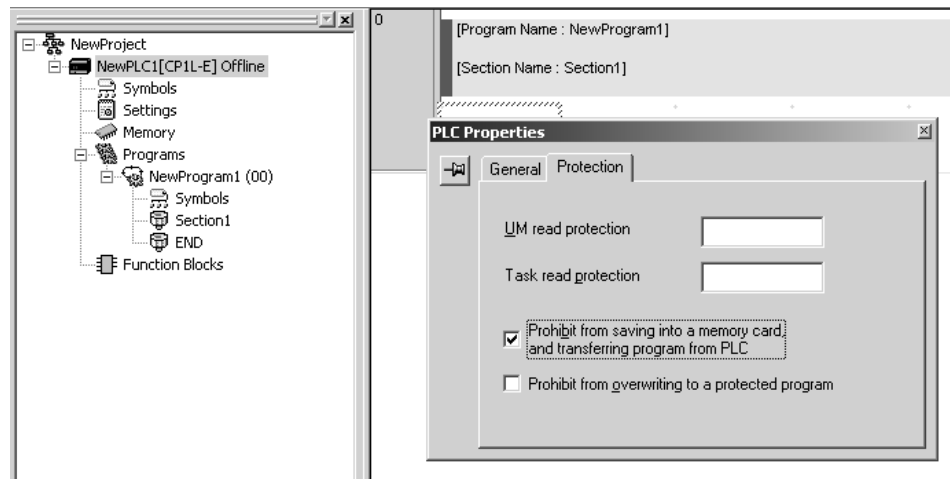 NewProject
NewPLC1[CP1L-E] Offline
Symbols
Settings
Memory
Programs
NewProgram1 (00)
Symbols
Section1
END
Function Blocks
0
[Program Name : NewProgram1]
[Section Name : Section1]
PLC Properties
General Protection
UM read protection
Task read protection
Prohibit from saving into a memory card,
and transferring program from PLC
Prohibit from overwriting to a protected program